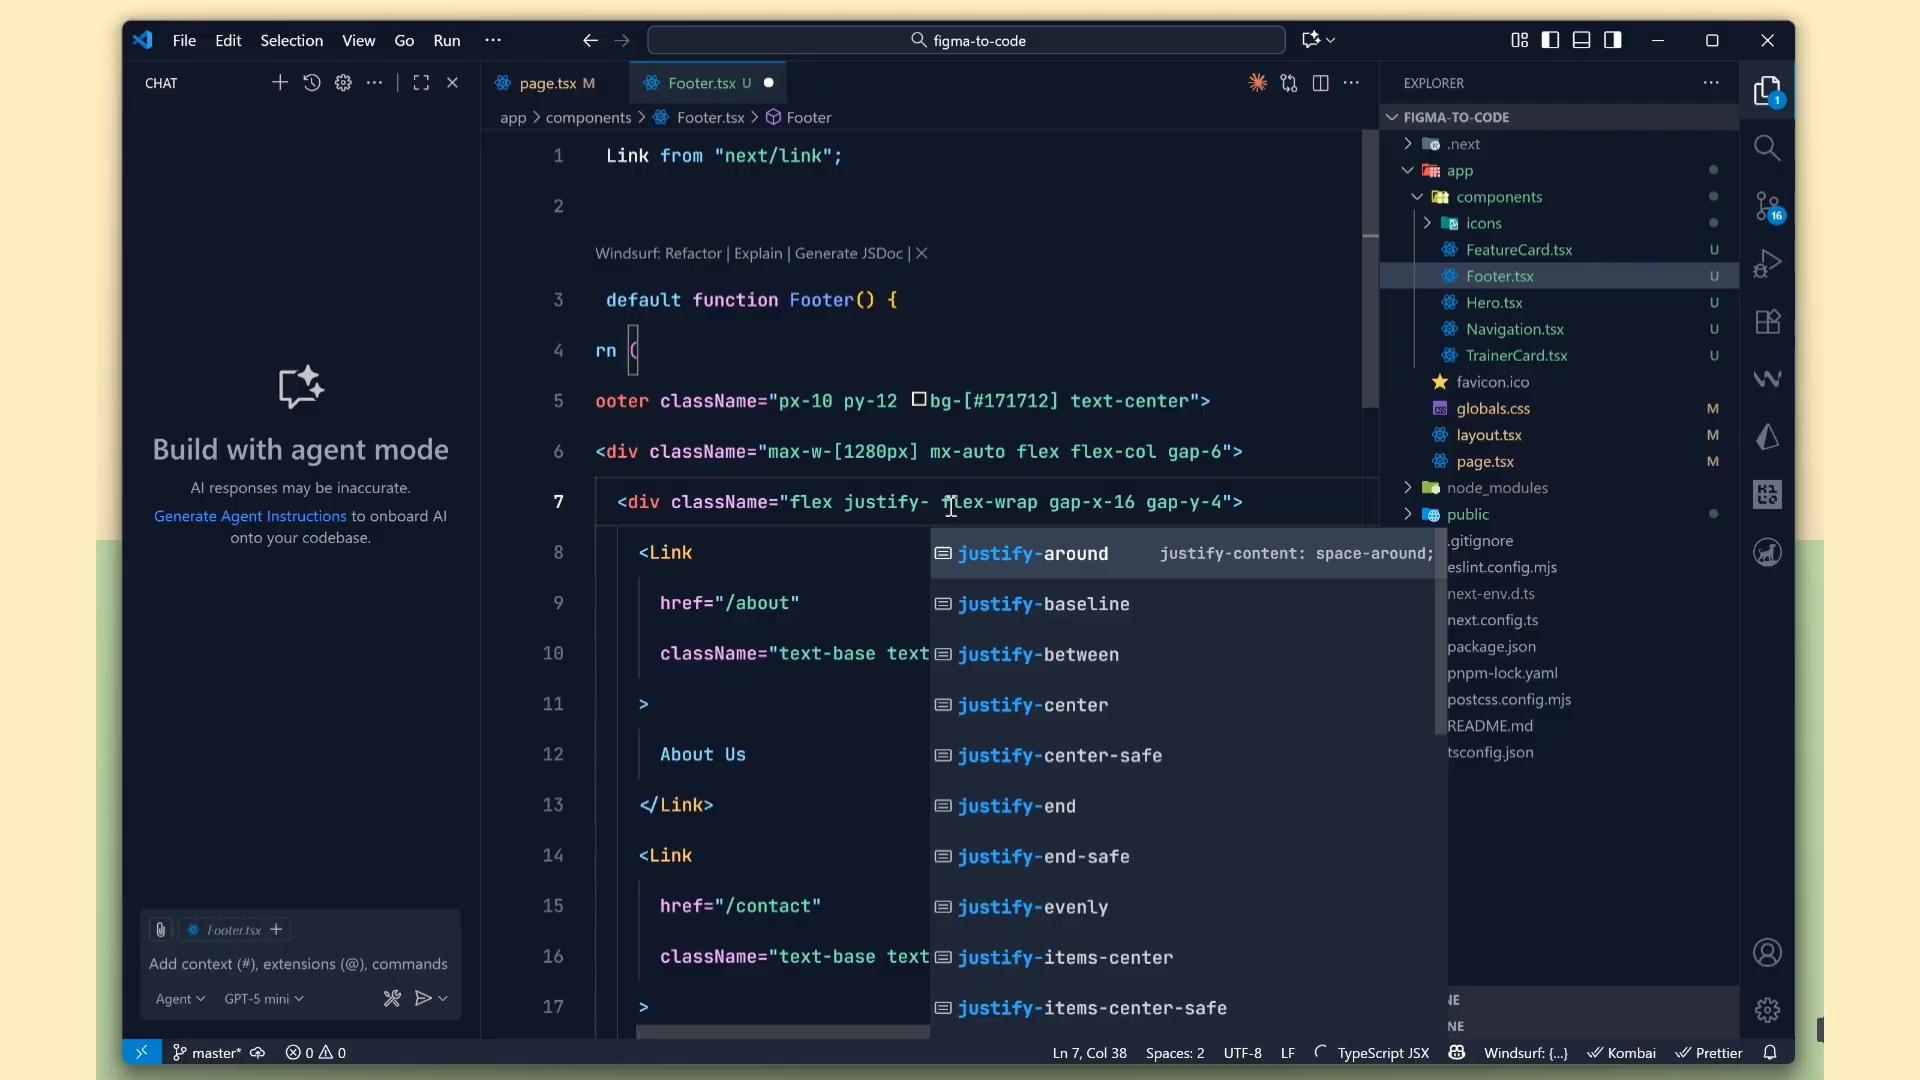 File Edit Selection View Go Run ··· figma-to-code
CHAT
page.tsx M
Footer.tsx U
app > components > Footer.tsx > Footer
1 Link from "next/link";
2
Windsurf: Refactor | Explain | Generate JSDoc | ×
3 default function Footer() {
4 rn (
5 ooter className="px-10 py-12 bg-[#171712] text-center">
6 <div className="max-w-[1280px] mx-auto flex flex-col gap-6">
7 <div className="flex justify- flex-wrap gap-x-16 gap-y-4">
8 <Link
9 href="/about"
10 className="text-base text
11 >
12 About Us
13 </Link>
14 <Link
15 href="/contact"
16 className="text-base text
17 >
justify-around justify-content: space-around;
justify-baseline
justify-between
justify-center
justify-center-safe
justify-end
justify-end-safe
justify-evenly
justify-items-center
justify-items-center-safe
Build with agent mode
AI responses may be inaccurate.
Generate Agent Instructions to onboard AI
onto your codebase.
Footer.tsx +
Add context (#), extensions (@), commands
Agent GPT-5 mini
EXPLORER
FIGMA-TO-CODE
.next
app
components
icons
FeatureCard.tsx U
Footer.tsx U
Hero.tsx U
Navigation.tsx U
TrainerCard.tsx U
favicon.ico
globals.css M
layout.tsx M
page.tsx M
node_modules
public
.gitignore
eslint.config.mjs
next-env.d.ts
next.config.ts
package.json
pnpm-lock.yaml
postcss.config.mjs
README.md
tsconfig.json
NE
NE
1
16
master* 0 0 Ln 7, Col 38 Spaces: 2 UTF-8 LF TypeScript JSX Windsurf: {...} Kombai Prettier